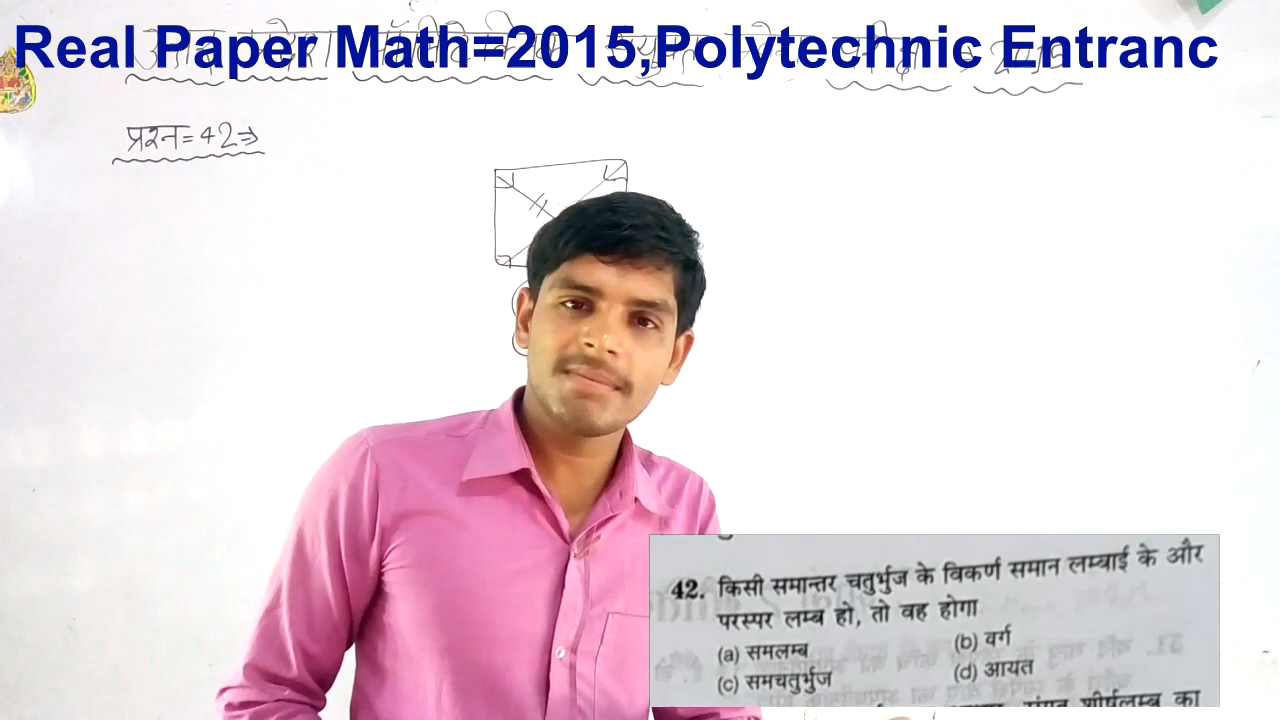 Real Paper Math=2015,Polytechnic Entranc
प्रश्न=42⇒
42. किसी समान्तर चतुर्भुज के विकर्ण समान लम्बाई के और
परस्पर लम्ब हो, तो वह होगा
(a) समलम्ब (b) वर्ग
(c) समचतुर्भुज (d) आयत